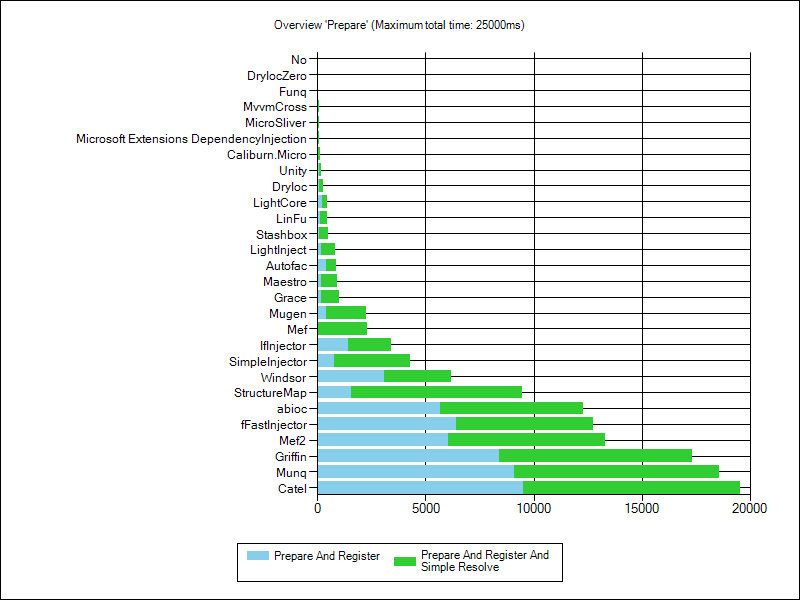 Overview 'Prepare' (Maximum total time: 25000ms)
No
DryIocZero
Funq
MvvmCross
MicroSliver
Microsoft Extensions DependencyInjection
Caliburn.Micro
Unity
DryIoc
LightCore
LinFu
Stashbox
LightInject
Autofac
Maestro
Grace
Mugen
Mef
IfInjector
SimpleInjector
Windsor
StructureMap
abioc
fFastInjector
Mef2
Griffin
Munq
Catel
0 5000 10000 15000 20000
Prepare And Register
Prepare And Register And
Simple Resolve